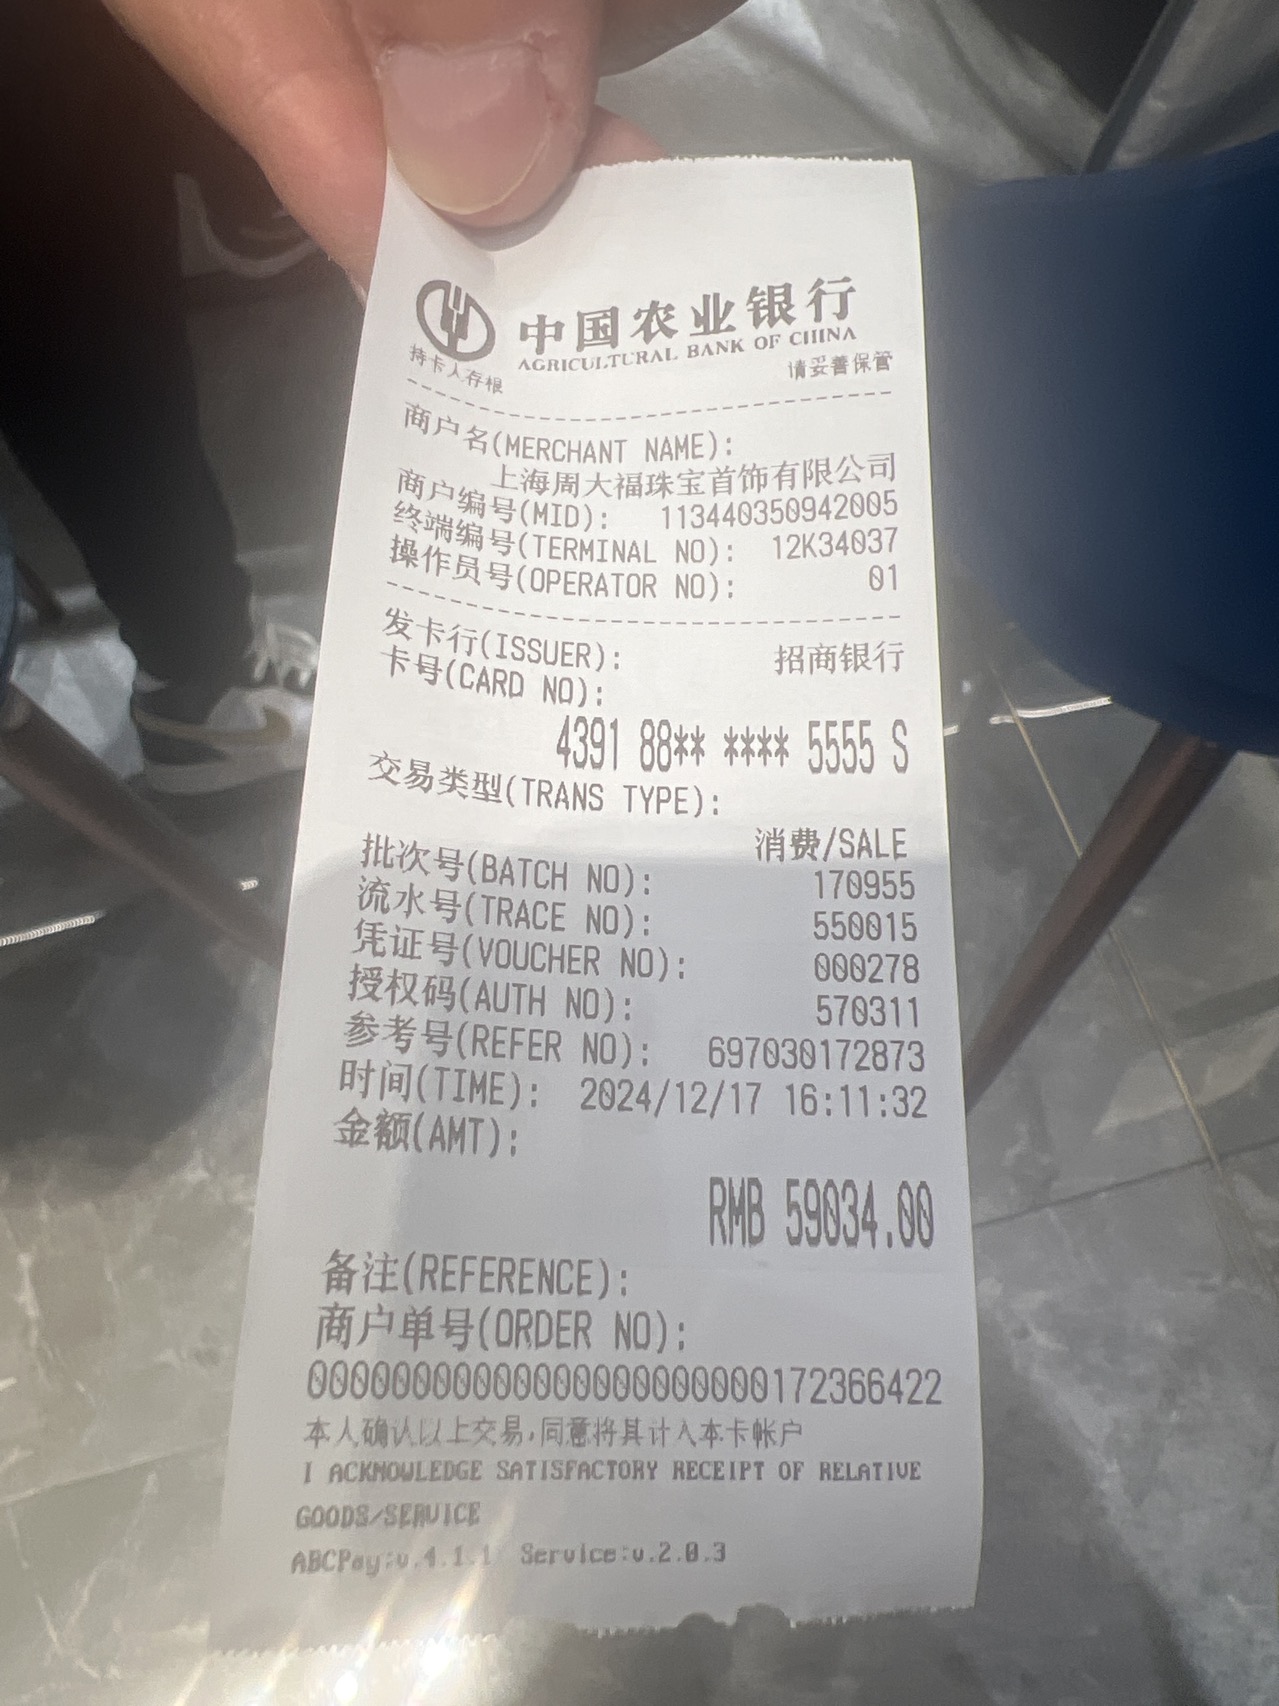 中国农业银行
AGRICULTURAL BANK OF CHINA
持卡人存根 请妥善保管
商户名(MERCHANT NAME):
上海周大福珠宝首饰有限公司
商户编号(MID): 113440350942005
终端编号(TERMINAL NO): 12K34037
操作员号(OPERATOR NO): 01
发卡行(ISSUER): 招商银行
卡号(CARD NO):
4391 88** **** 5555 S
交易类型(TRANS TYPE):
消费/SALE
批次号(BATCH NO): 170955
流水号(TRACE NO): 550015
凭证号(VOUCHER NO): 000278
授权码(AUTH NO): 570311
参考号(REFER NO): 697030172873
时间(TIME): 2024/12/17 16:11:32
金额(AMT):
RMB 59034.00
备注(REFERENCE):
商户单号(ORDER NO):
00000000000000000000000172366422
本人确认以上交易,同意将其计入本卡帐户
I ACKNOWLEDGE SATISFACTORY RECEIPT OF RELATIVE
GOODS/SERVICE
ABCPay:v.4.1.1 Service:v.2.0.3